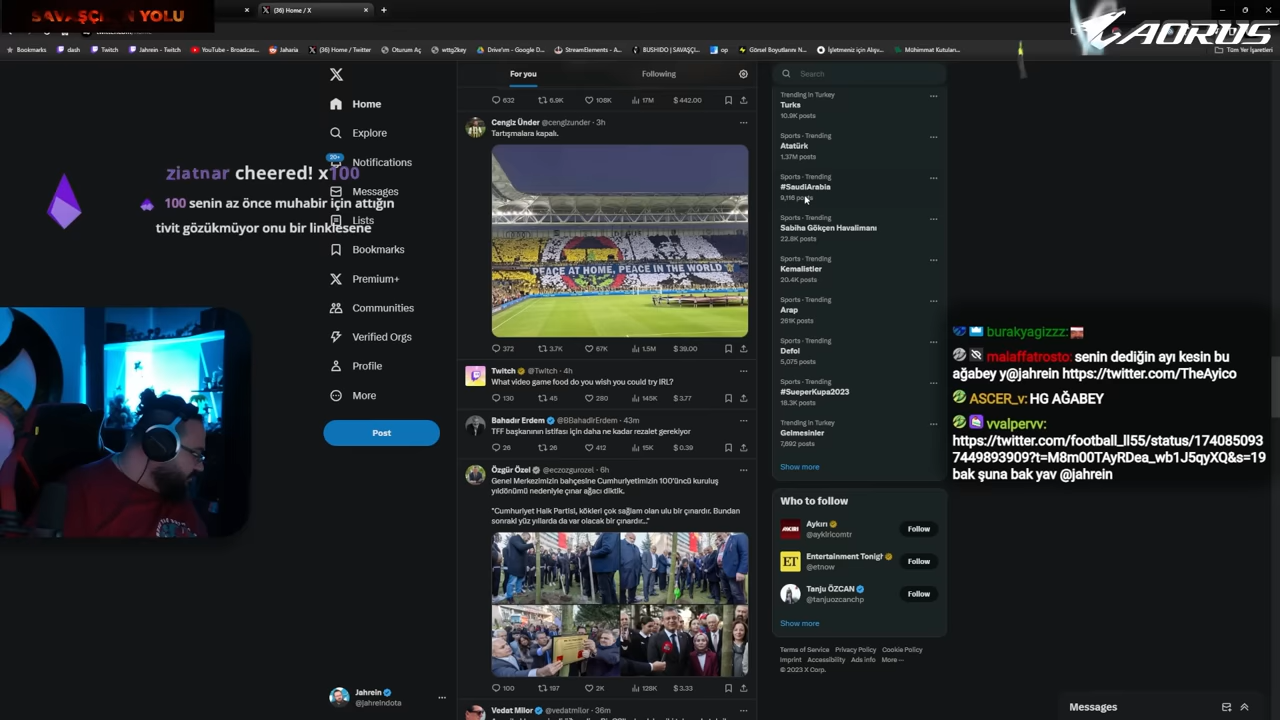 SAVAŞÇININ YOLU
(36) Home / X
AORUS
Bookmarks
dash
Twitch
Jahrein - Twitch
YouTube - Broadcas...
Jaharia
(36) Home / Twitter
Oturum Aç
wttg2key
Drive'ım - Google D...
StreamElements - A...
BUSHIDO | SAVAŞÇI...
op
Görsel Boyutlarını N...
İşletmeniz için Alışv...
Mühimmat Kutuları...
Tüm Yer İşaretleri
Home
Explore
20+
Notifications
Messages
Lists
Bookmarks
Premium+
Communities
Verified Orgs
Profile
More
Post
Jahrein
@jahreindota
ziatnar cheered! x100
100 senin az önce muhabir için attığın
tivit gözükmüyor onu bir linklesene
For you
Following
632
6.9K
108K
17M
$442.00
Cengiz Ünder @cengizunder · 3h
Tartışmalara kapalı.
PEACE AT HOME, PEACE IN THE WORLD
372
3.7K
67K
1.5M
$39.00
Twitch @Twitch · 4h
What video game food do you wish you could try IRL?
130
45
280
145K
$3.77
Bahadır Erdem @BBahadirErdem · 43m
TFF başkanının istifası için daha ne kadar rezalet gerekiyor
26
26
412
15K
$0.39
Özgür Özel @eczozgurozel · 6h
Genel Merkezimizin bahçesine Cumhuriyetimizin 100'üncü kuruluş
yıldönümü nedeniyle çınar ağacı diktik.
"Cumhuriyet Halk Partisi, kökleri çok sağlam olan ulu bir çınardır. Bundan
sonraki yüz yıllarda da var olacak bir çınardır..."
100
197
2K
128K
$3.33
Vedat Milor @vedatmilor · 36m
Search
Trending in Turkey
Turks
10.9K posts
Sports · Trending
Atatürk
1.37M posts
Sports · Trending
#SaudiArabia
9,116 posts
Sports · Trending
Sabiha Gökçen Havalimanı
22.8K posts
Sports · Trending
Kemalistler
20.4K posts
Sports · Trending
Arap
261K posts
Sports · Trending
Defol
5,075 posts
Sports · Trending
#SueperKupa2023
18.3K posts
Trending in Turkey
Gelmesinler
7,692 posts
Show more
Who to follow
Aykırı
@aykiricomtr
Follow
Entertainment Tonight
@etnow
Follow
Tanju ÖZCAN
@tanjuozcanchp
Follow
Show more
Terms of Service Privacy Policy Cookie Policy
Imprint Accessibility Ads info More ···
© 2023 X Corp.
burakyagizzz:
malaffatrosto: senin dediğin ayı kesin bu
ağabey y@jahrein https://twitter.com/TheAyico
ASCER_v: HG AĞABEY
vvalpervv:
https://twitter.com/football_ll55/status/174085093
7449893909?t=M8m00TAyRDea_wb1J5qyXQ&s=19
bak şuna bak yav @jahrein
Messages